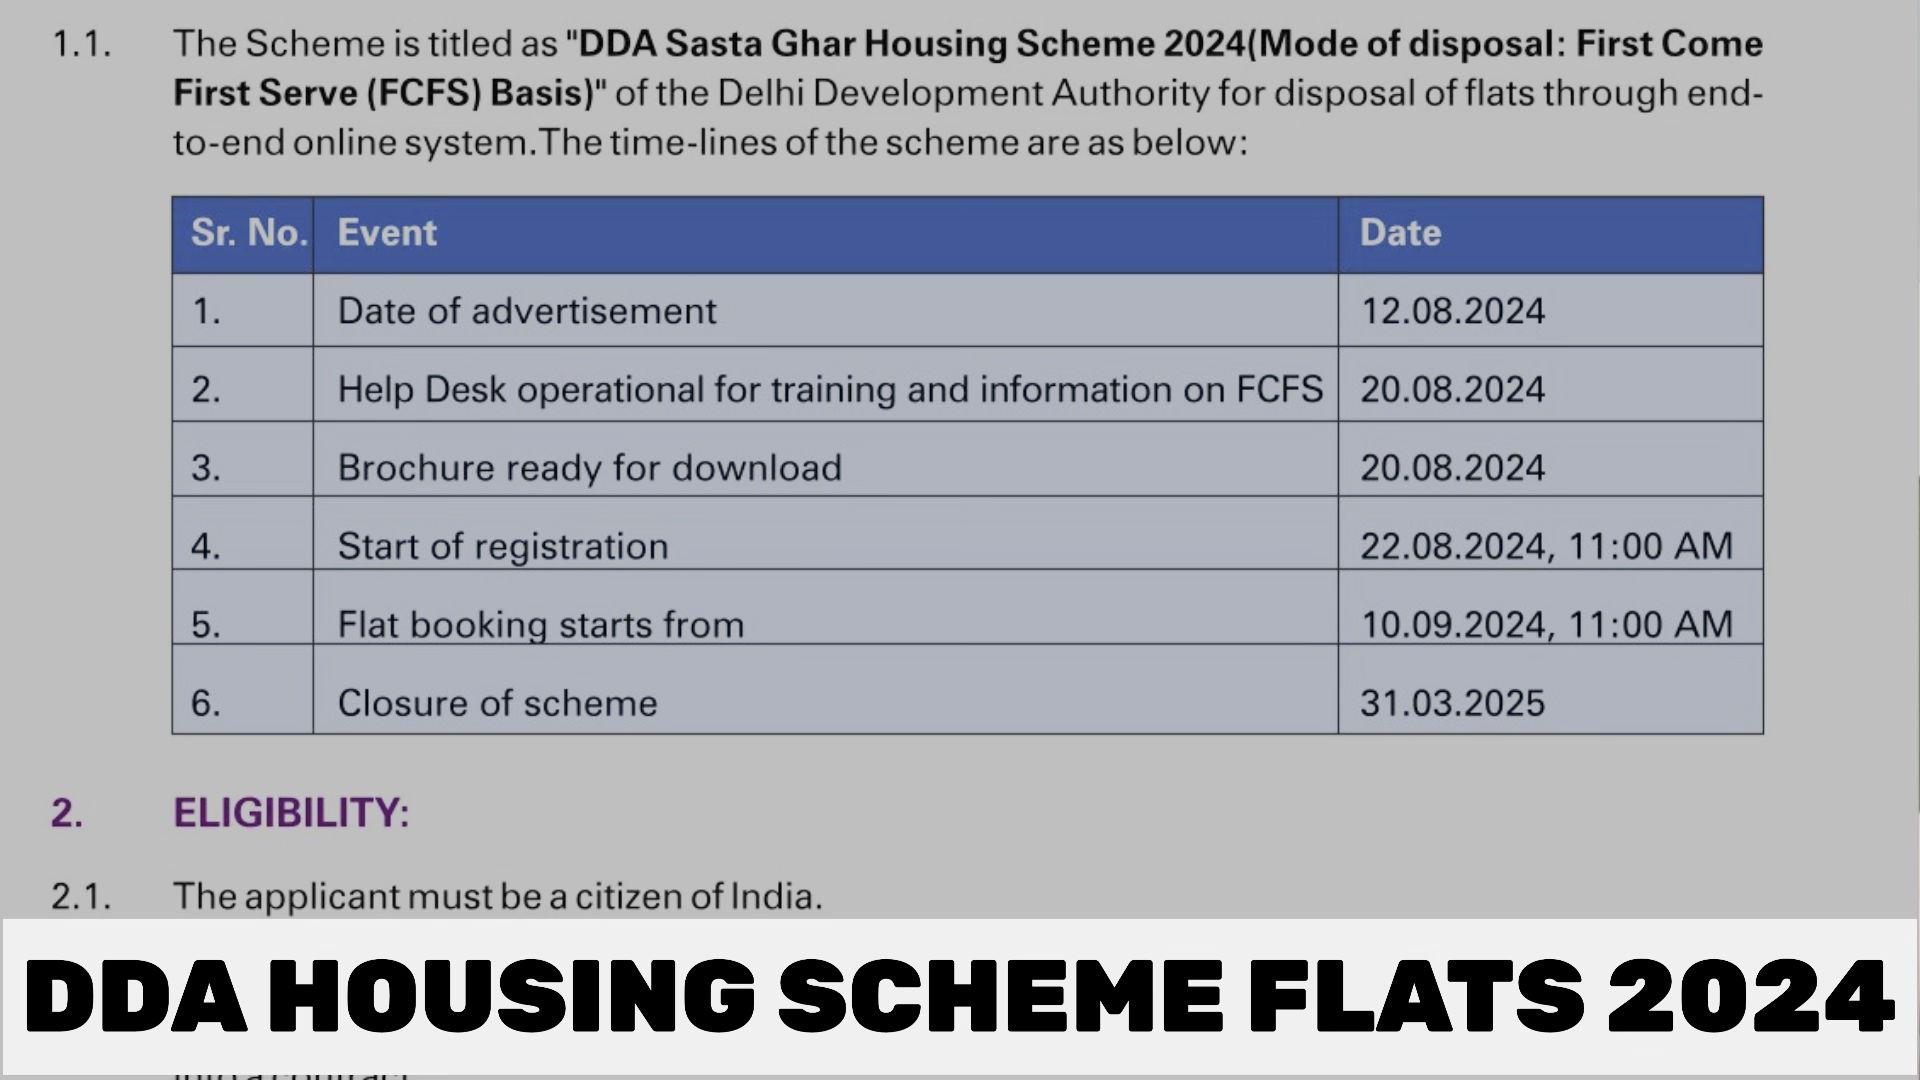 1.1. The Scheme is titled as "DDA Sasta Ghar Housing Scheme 2024(Mode of disposal: First Come
First Serve (FCFS) Basis)" of the Delhi Development Authority for disposal of flats through end-
to-end online system.The time-lines of the scheme are as below:
Sr. No. Event Date
1. Date of advertisement 12.08.2024
2. Help Desk operational for training and information on FCFS 20.08.2024
3. Brochure ready for download 20.08.2024
4. Start of registration 22.08.2024, 11:00 AM
5. Flat booking starts from 10.09.2024, 11:00 AM
6. Closure of scheme 31.03.2025
2. ELIGIBILITY:
2.1. The applicant must be a citizen of India.
DDA HOUSING SCHEME FLATS 2024
into a contract